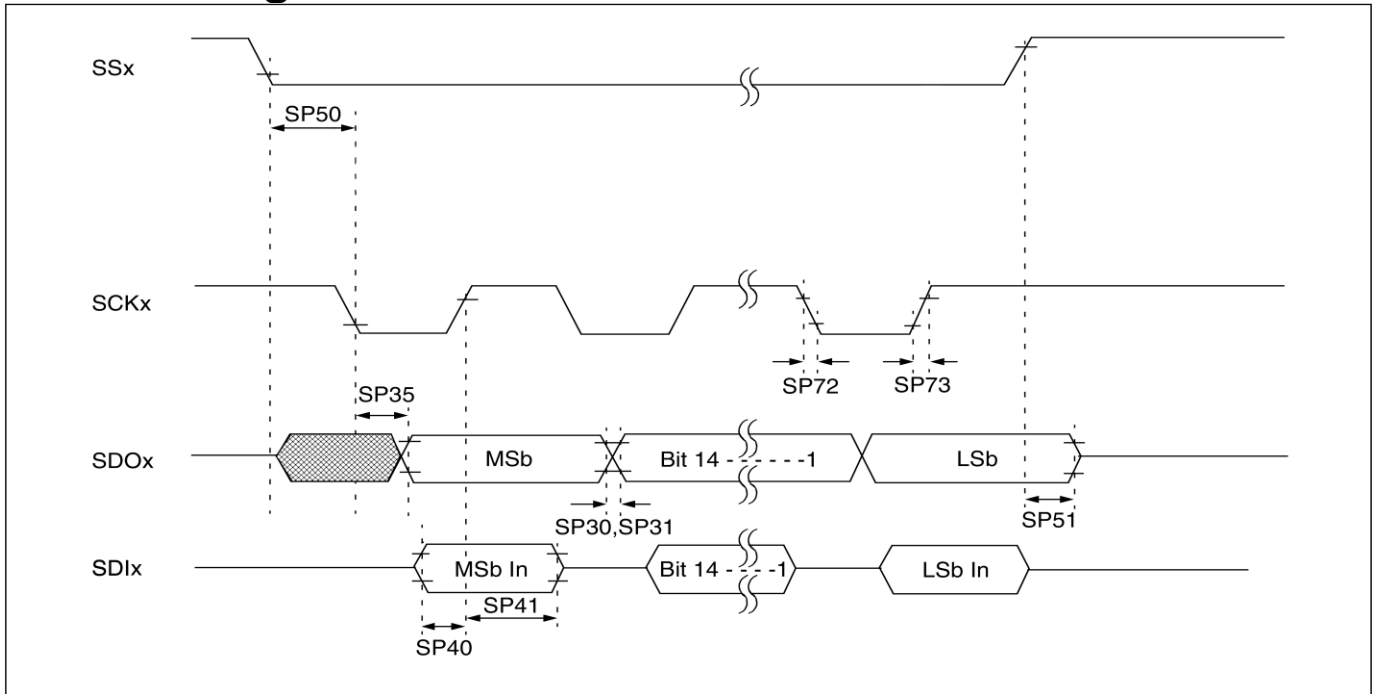 SSx
SP50
SCKx
SP72
SP73
SP35
SDOx
MSb
Bit 14 - - - - - - -1
LSb
SP30,SP31
SP51
SDIx
MSb In
Bit 14 - - - - -1
LSb In
SP41
SP40